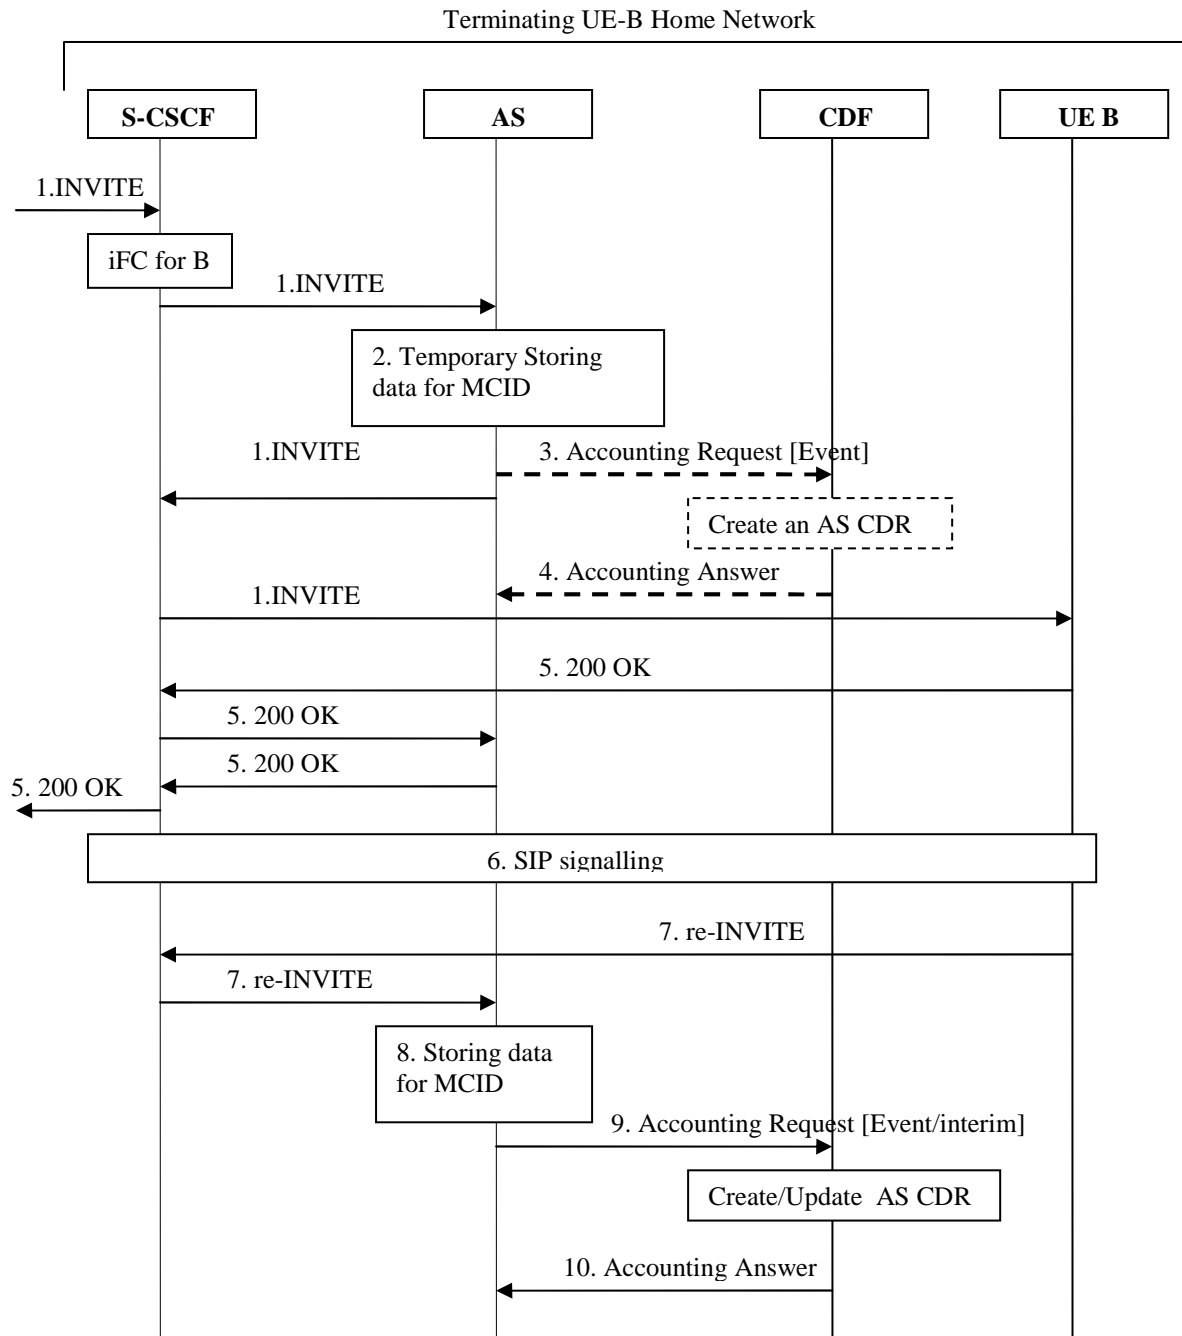 Terminating UE-B Home Network
S-CSCF
AS
CDF
UE B
1.INVITE
iFC for B
1.INVITE
2. Temporary Storing
data for MCID
1.INVITE
3. Accounting Request [Event]
Create an AS CDR
4. Accounting Answer
1.INVITE
5. 200 OK
5. 200 OK
5. 200 OK
5. 200 OK
6. SIP signalling
7. re-INVITE
7. re-INVITE
8. Storing data
for MCID
9. Accounting Request [Event/interim]
Create/Update AS CDR
10. Accounting Answer